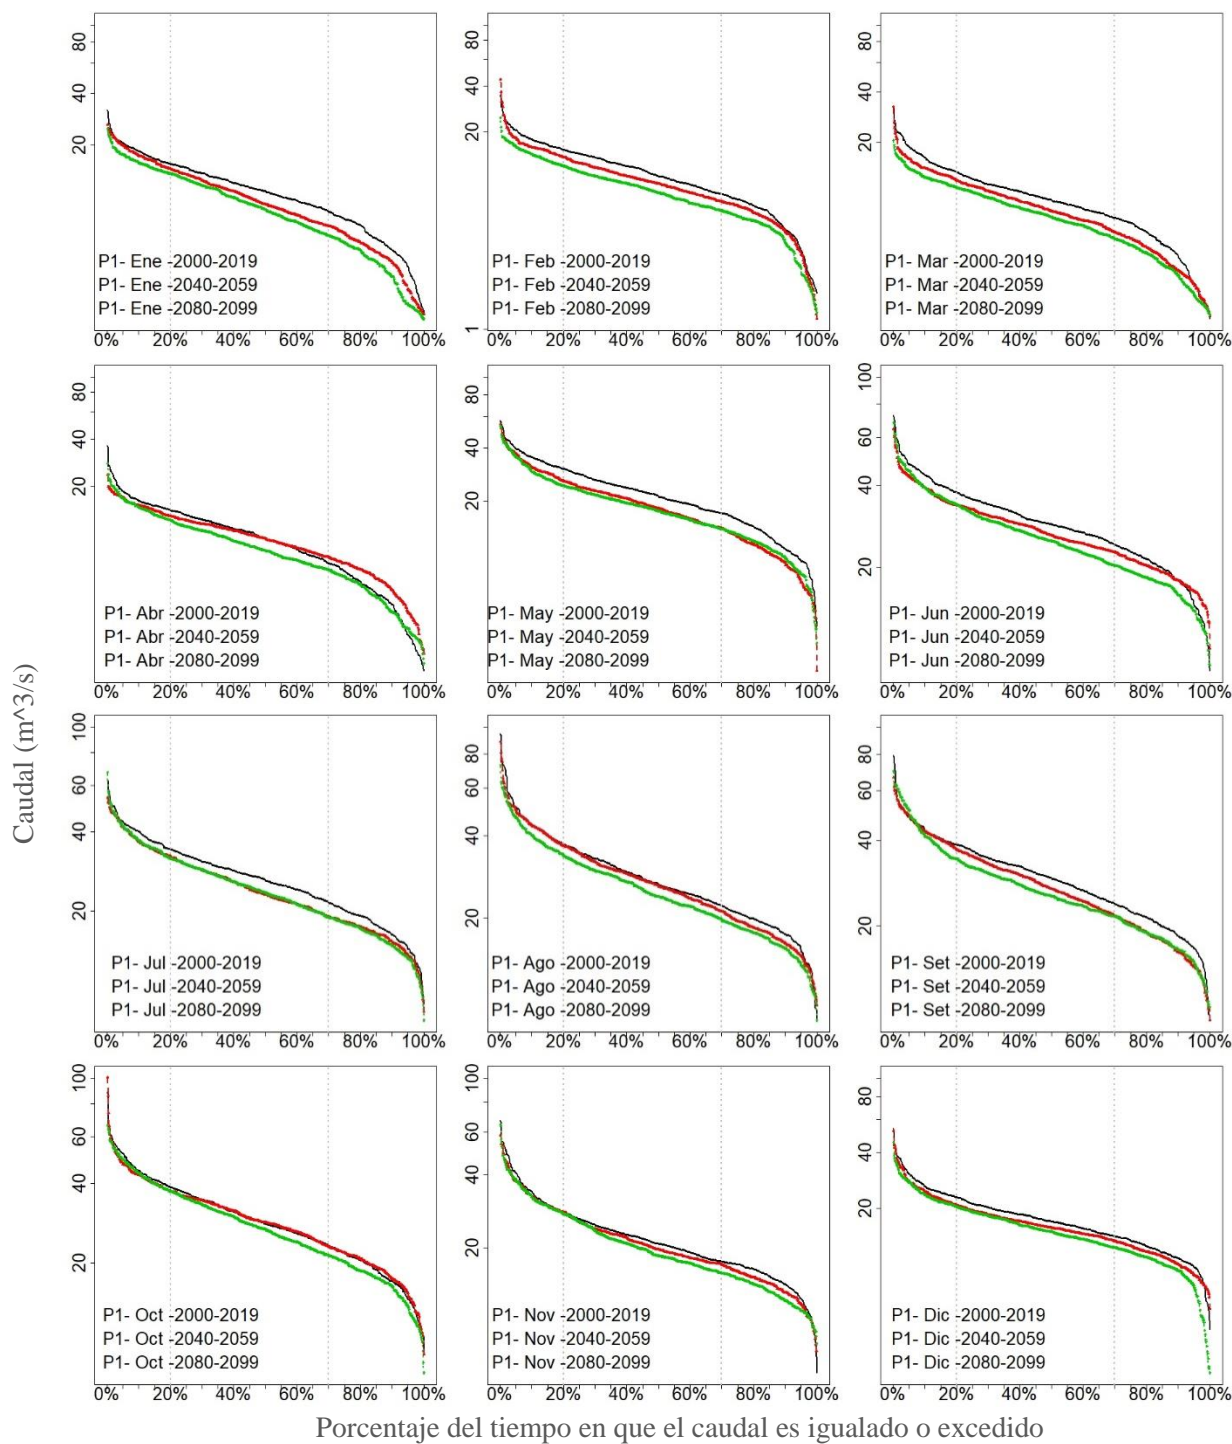 80
40
20
P1- Ene -2000-2019
P1- Ene -2040-2059
P1- Ene -2080-2099
0% 20% 40% 60% 80% 100%
80
40
20
1
P1- Feb -2000-2019
P1- Feb -2040-2059
P1- Feb -2080-2099
0% 20% 40% 60% 80% 100%
80
40
20
P1- Mar -2000-2019
P1- Mar -2040-2059
P1- Mar -2080-2099
0% 20% 40% 60% 80% 100%
80
40
20
P1- Abr -2000-2019
P1- Abr -2040-2059
P1- Abr -2080-2099
0% 20% 40% 60% 80% 100%
80
40
20
P1- May -2000-2019
P1- May -2040-2059
P1- May -2080-2099
0% 20% 40% 60% 80% 100%
100
60
40
20
P1- Jun -2000-2019
P1- Jun -2040-2059
P1- Jun -2080-2099
0% 20% 40% 60% 80% 100%
Caudal (m^3/s)
100
60
40
20
P1- Jul -2000-2019
P1- Jul -2040-2059
P1- Jul -2080-2099
0% 20% 40% 60% 80% 100%
80
40
20
P1- Ago -2000-2019
P1- Ago -2040-2059
P1- Ago -2080-2099
0% 20% 40% 60% 80% 100%
80
60
40
20
P1- Set -2000-2019
P1- Set -2040-2059
P1- Set -2080-2099
0% 20% 40% 60% 80% 100%
100
60
40
20
P1- Oct -2000-2019
P1- Oct -2040-2059
P1- Oct -2080-2099
0% 20% 40% 60% 80% 100%
100
60
40
20
P1- Nov -2000-2019
P1- Nov -2040-2059
P1- Nov -2080-2099
0% 20% 40% 60% 80% 100%
80
40
20
P1- Dic -2000-2019
P1- Dic -2040-2059
P1- Dic -2080-2099
0% 20% 40% 60% 80% 100%
Porcentaje del tiempo en que el caudal es igualado o excedido